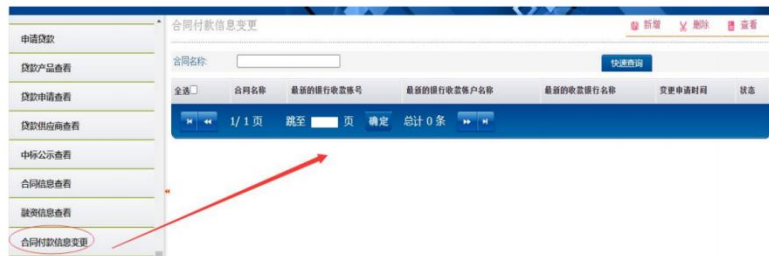 申请贷款
贷款产品查看
贷款申请查看
贷款供应商查看
中标公示查看
合同信息查看
融资信息查看
合同付款信息变更
合同付款信息变更
新增 删除 查看
合同名称:
快速查询
全选 合同名称 最新的银行收款帐号 最新的银行收款帐户名称 最新的收款银行名称 变更申请时间 状态
1/ 1 页 跳至 页 确定 总计 0 条